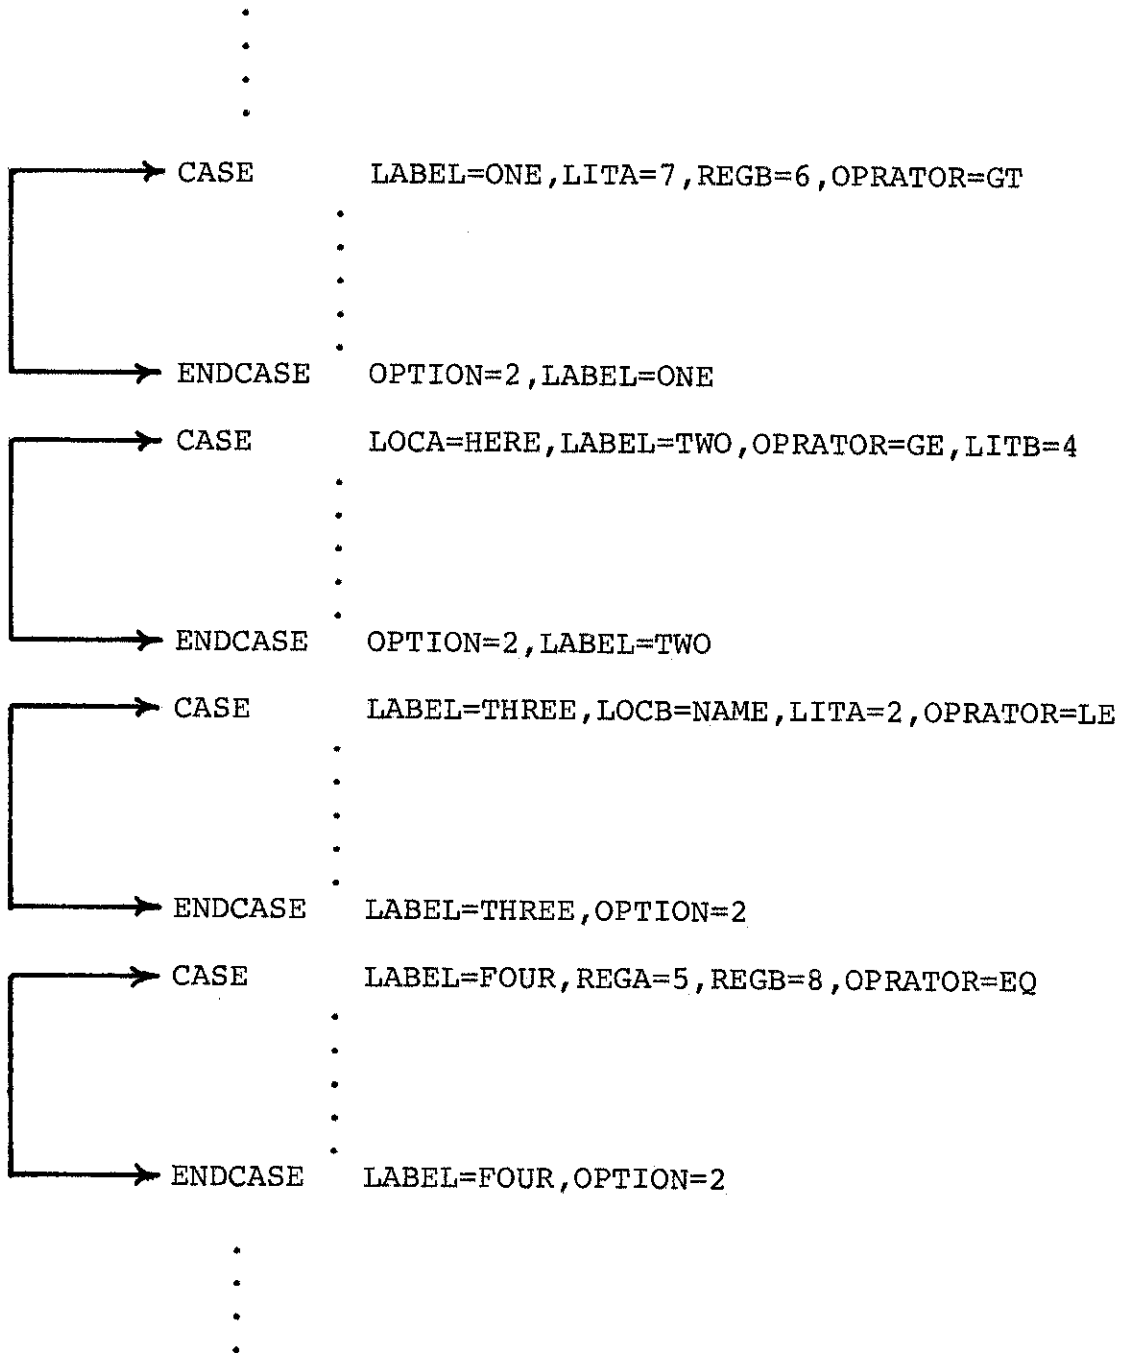 CASE LABEL=ONE,LITA=7,REGB=6,OPRATOR=GT
ENDCASE OPTION=2,LABEL=ONE
CASE LOCA=HERE,LABEL=TWO,OPRATOR=GE,LITB=4
ENDCASE OPTION=2,LABEL=TWO
CASE LABEL=THREE,LOCB=NAME,LITA=2,OPRATOR=LE
ENDCASE LABEL=THREE,OPTION=2
CASE LABEL=FOUR,REGA=5,REGB=8,OPRATOR=EQ
ENDCASE LABEL=FOUR,OPTION=2